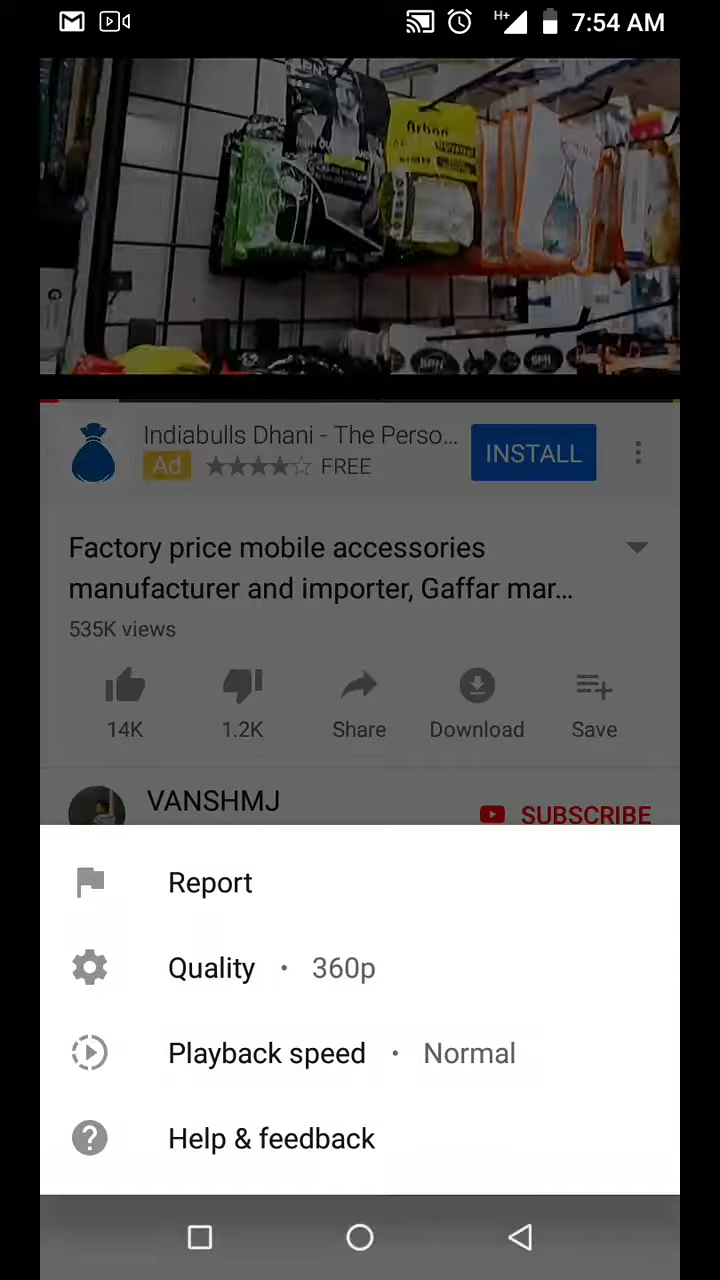 H+ 7:54 AM
Arbon
Indiabulls Dhani - The Perso...
INSTALL
Ad FREE
Factory price mobile accessories
manufacturer and importer, Gaffar mar...
535K views
14K 1.2K Share Download Save
VANSHMJ
SUBSCRIBE
Report
Quality • 360p
Playback speed • Normal
Help & feedback